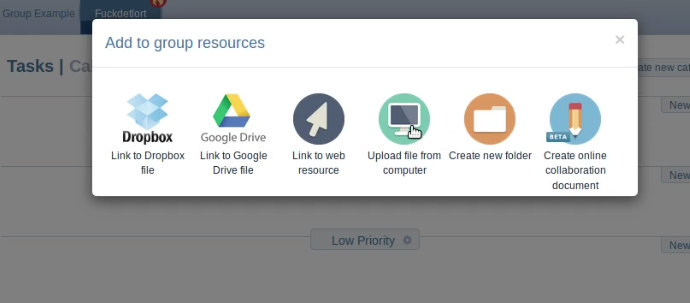 Group Example
Fuckdetlort
Add to group resources
×
Tasks | Ca
ate new cat
New
Dropbox
Link to Dropbox
file
Google Drive
Link to Google
Drive file
Link to web
resource
Upload file from
computer
Create new folder
BETA
Create online
collaboration
document
New
Low Priority
New